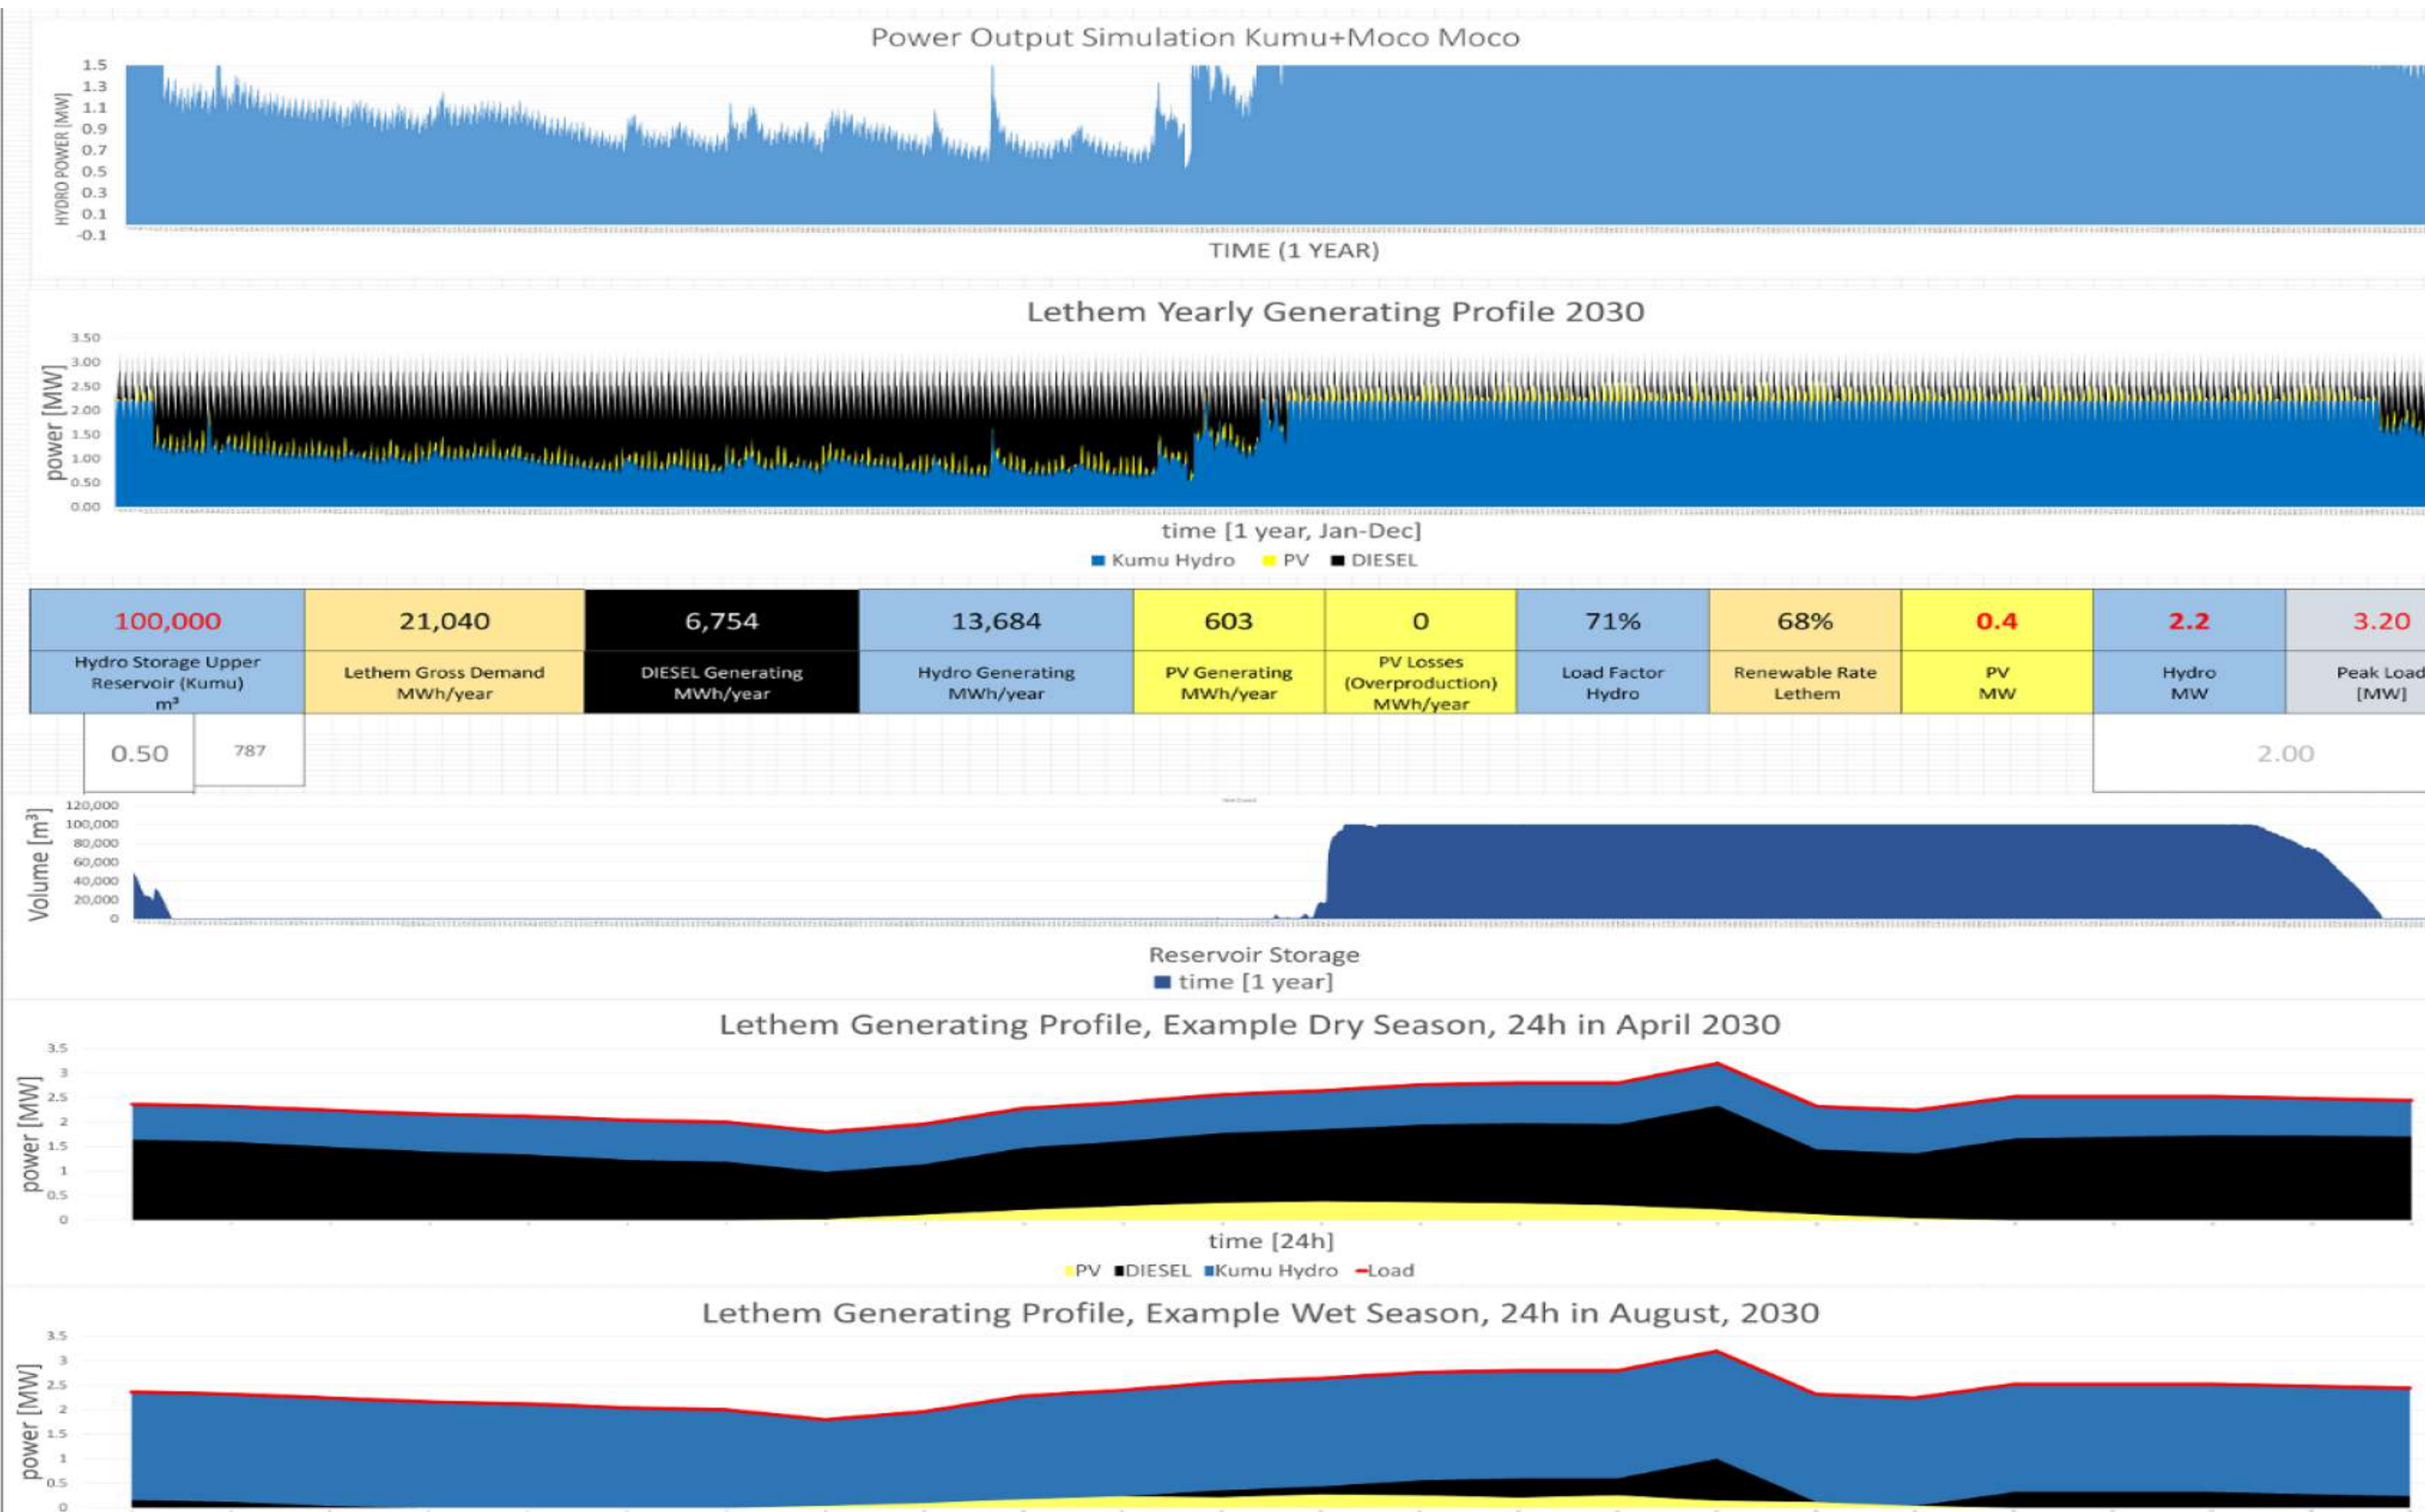 Power Output Simulation Kumu+Moco Moco
HYDRO POWER [MW]
1.5
1.3
1.1
0.9
0.7
0.5
0.3
0.1
-0.1
TIME (1 YEAR)
Lethem Yearly Generating Profile 2030
power [MW]
3.50
3.00
2.50
2.00
1.50
1.00
0.50
0.00
time [1 year, Jan-Dec]
Kumu Hydro PV DIESEL
100,000 21,040 6,754 13,684 603 0 71% 68% 0.4 2.2 3.20
Hydro Storage Upper
Reservoir (Kumu)
m³
Lethem Gross Demand
MWh/year
DIESEL Generating
MWh/year
Hydro Generating
MWh/year
PV Generating
MWh/year
PV Losses
(Overproduction)
MWh/year
Load Factor
Hydro
Renewable Rate
Lethem
PV
MW
Hydro
MW
Peak Load
[MW]
0.50 787 2.00
Volume [m³]
120,000
100,000
80,000
60,000
40,000
20,000
0
Reservoir Storage
time [1 year]
Lethem Generating Profile, Example Dry Season, 24h in April 2030
power [MW]
3.5
3
2.5
2
1.5
1
0.5
0
time [24h]
PV DIESEL Kumu Hydro Load
Lethem Generating Profile, Example Wet Season, 24h in August, 2030
power [MW]
3.5
3
2.5
2
1.5
1
0.5
0